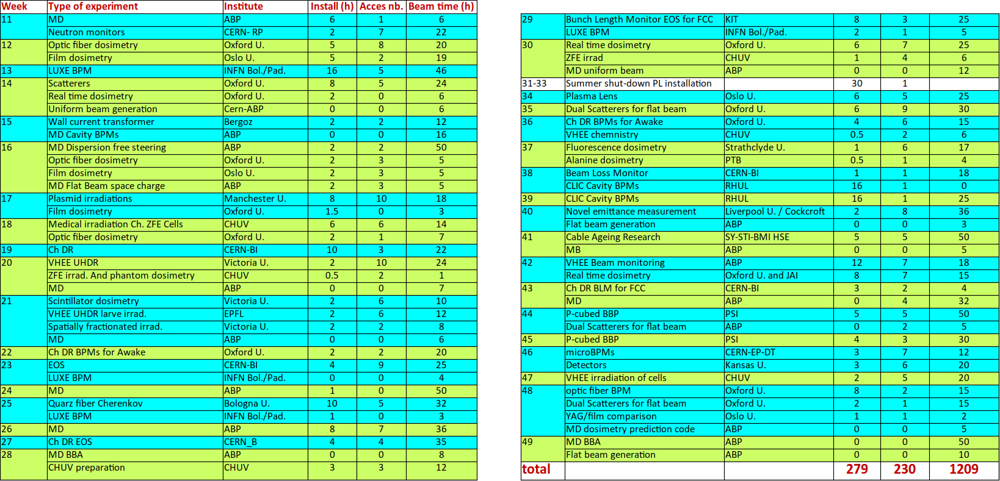 Week Type of experiment Institute Install (h) Acces nb. Beam time (h)
11 MD ABP 6 1 6
Neutron monitors CERN- RP 2 7 22
12 Optic fiber dosimetry Oxford U. 5 8 20
Film dosimetry Oslo U. 5 2 19
13 LUXE BPM INFN Bol./Pad. 16 5 46
14 Scatterers Oxford U. 8 5 24
Real time dosimetry Oxford U. 2 0 6
Uniform beam generation Cern-ABP 0 0 6
15 Wall current transformer Bergoz 2 2 12
MD Cavity BPMs ABP 0 0 16
16 MD Dispersion free steering ABP 2 2 50
Optic fiber dosimetry Oxford U. 2 3 5
Film dosimetry Oslo U. 2 3 5
MD Flat Beam space charge ABP 2 3 5
17 Plasmid irradiations Manchester U. 8 10 18
Film dosimetry Oxford U. 1.5 0 3
18 Medical irradiation Ch. ZFE Cells CHUV 6 6 14
Optic fiber dosimetry Oxford U. 2 1 7
19 Ch DR CERN-BI 10 3 22
20 VHEE UHDR Victoria U. 2 10 24
ZFE irrad. And phantom dosimetry CHUV 0.5 2 1
MD ABP 0 0 7
21 Scintillator dosimetry Victoria U. 2 6 10
VHEE UHDR larve irrad. EPFL 2 6 12
Spatially fractionated irrad. Victoria U. 2 2 8
MD ABP 0 0 6
22 Ch DR BPMs for Awake Oxford U. 2 2 20
23 EOS CERN-BI 4 9 25
LUXE BPM INFN Bol./Pad. 0 0 4
24 MD ABP 1 0 50
25 Quarz fiber Cherenkov Bologna U. 10 5 32
LUXE BPM INFN Bol./Pad. 1 0 3
26 MD ABP 8 7 36
27 Ch DR EOS CERN_B 4 4 35
28 MD BBA ABP 0 0 8
CHUV preparation CHUV 3 3 12
29 Bunch Length Monitor EOS for FCC KIT 8 3 25
LUXE BPM INFN Bol./Pad. 2 1 5
30 Real time dosimetry Oxford U. 6 7 25
ZFE irrad CHUV 1 4 6
MD uniform beam ABP 0 0 12
31-33 Summer shut-down PL installation 30 1
34 Plasma Lens Oslo U. 6 5 25
35 Dual Scatterers for flat beam Oxford U. 6 9 30
36 Ch DR BPMs for Awake Oxford U. 4 6 15
VHEE chemnistry CHUV 0.5 2 6
37 Fluorescence dosimetry Strathclyde U. 1 6 17
Alanine dosimetry PTB 0.5 1 4
38 Beam Loss Monitor CERN-BI 1 1 18
CLIC Cavity BPMs RHUL 16 1 0
39 CLIC Cavity BPMs RHUL 16 1 25
40 Novel emittance measurement Liverpool U. / Cockcroft 2 8 36
Flat beam generation ABP 0 0 3
41 Cable Ageing Research SY-STI-BMI HSE 5 5 50
MB ABP 0 0 5
42 VHEE Beam monitoring ABP 12 7 18
Real time dosimetry Oxford U. and JAI 8 7 15
43 Ch DR BLM for FCC CERN-BI 3 2 4
MD ABP 0 4 32
44 P-cubed BBP PSI 5 5 50
Dual Scatterers for flat beam ABP 0 2 5
45 P-cubed BBP PSI 4 3 30
46 microBPMs CERN-EP-DT 3 7 12
Detectors Kansas U. 3 6 20
47 VHEE irradiation of cells CHUV 2 5 20
48 optic fiber BPM Oxford U. 8 2 15
Dual Scatterers for flat beam Oxford U. 2 1 15
YAG/film comparison Oslo U. 1 1 2
MD dosimetry prediction code ABP 0 0 5
49 MD BBA ABP 0 0 50
Flat beam generation ABP 0 0 10
total 279 230 1209